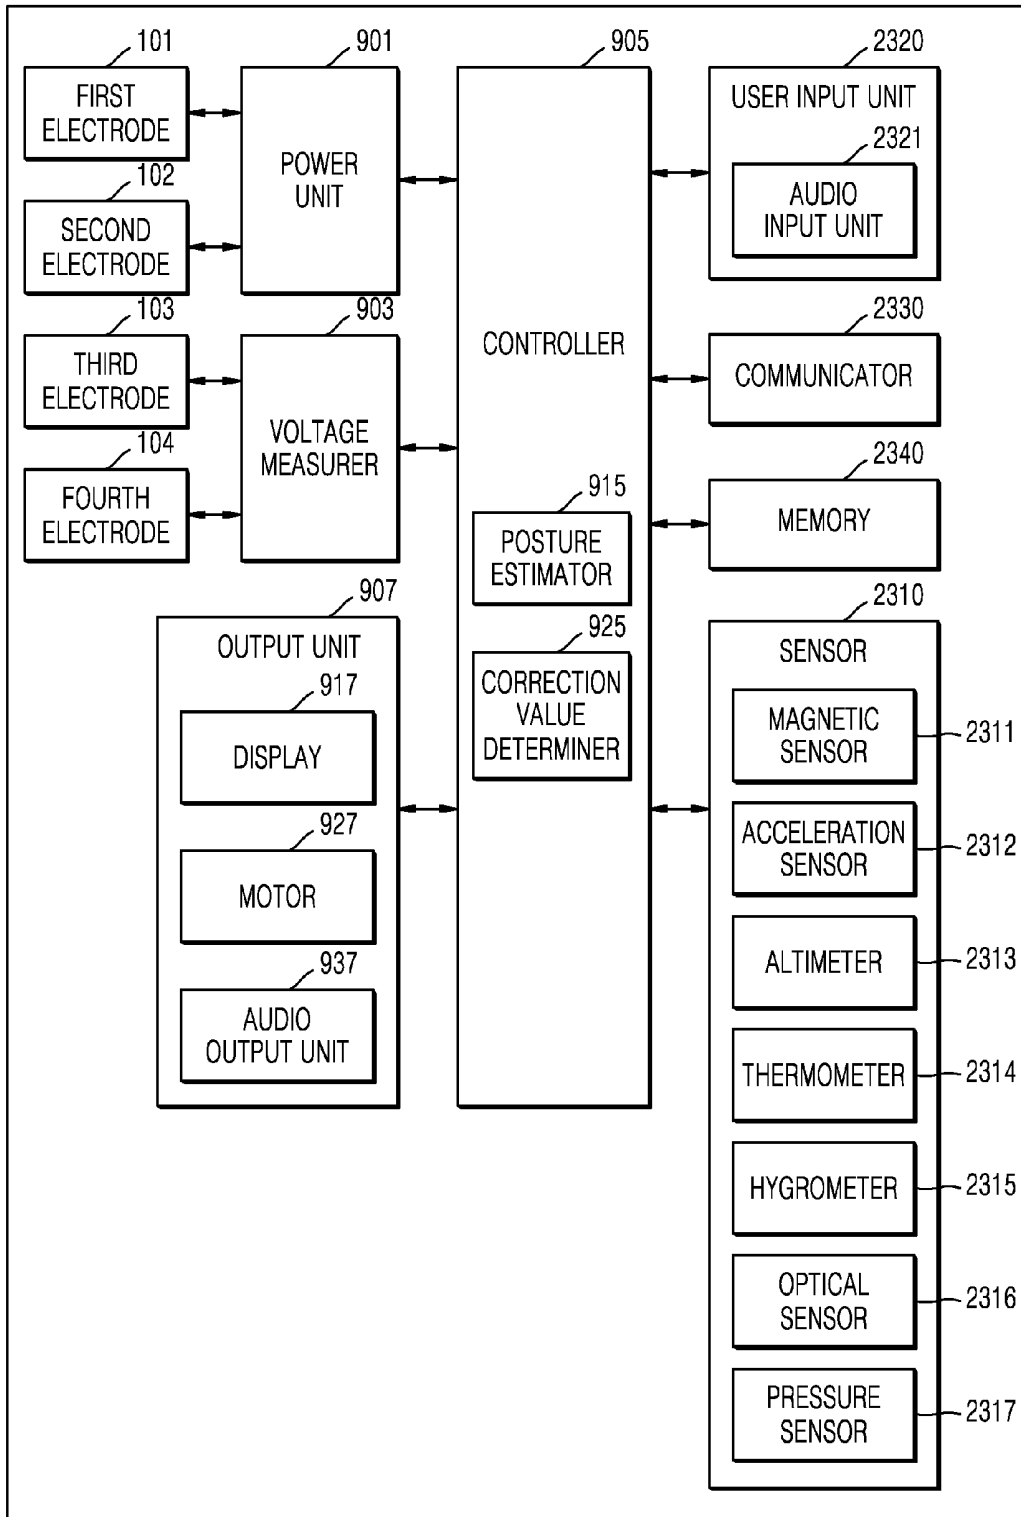 101
FIRST
ELECTRODE
102
SECOND
ELECTRODE
103
THIRD
ELECTRODE
104
FOURTH
ELECTRODE
901
POWER
UNIT
903
VOLTAGE
MEASURER
907
OUTPUT UNIT
917
DISPLAY
927
MOTOR
937
AUDIO
OUTPUT UNIT
905
CONTROLLER
915
POSTURE
ESTIMATOR
925
CORRECTION
VALUE
DETERMINER
2320
USER INPUT UNIT
2321
AUDIO
INPUT UNIT
2330
COMMUNICATOR
2340
MEMORY
2310
SENSOR
MAGNETIC
SENSOR
2311
ACCELERATION
SENSOR
2312
ALTIMETER
2313
THERMOMETER
2314
HYGROMETER
2315
OPTICAL
SENSOR
2316
PRESSURE
SENSOR
2317